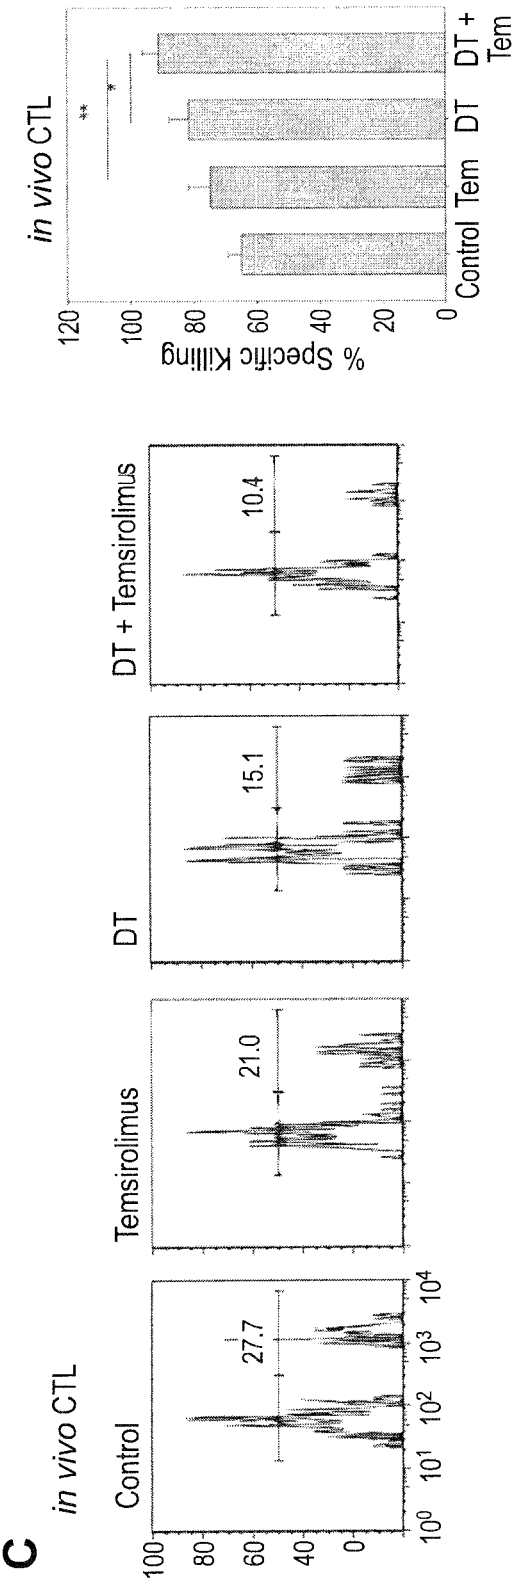 C
in vivo CTL
Control
Temsirolimus
DT
DT + Temsirolimus
27.7
21.0
15.1
10.4
100
80
60
40
0
10⁰ 10¹ 10² 10³ 10⁴
in vivo CTL
**
*
% Specific Killing
120
100
80
60
40
20
0
Control
Tem
DT
DT +
Tem